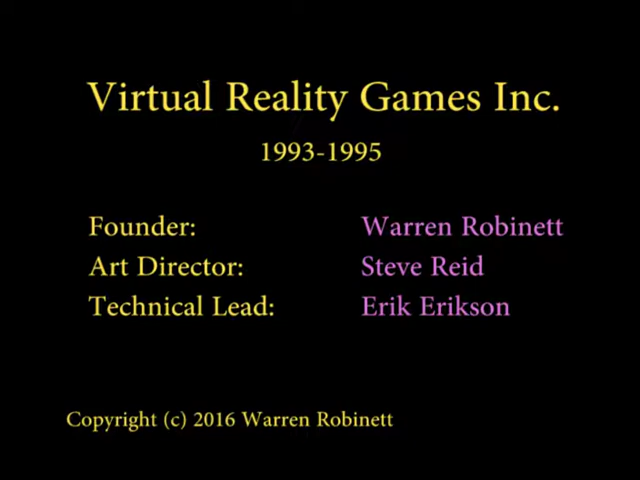 Virtual Reality Games Inc.
1993-1995
Founder: Warren Robinett
Art Director: Steve Reid
Technical Lead: Erik Erikson
Copyright (c) 2016 Warren Robinett